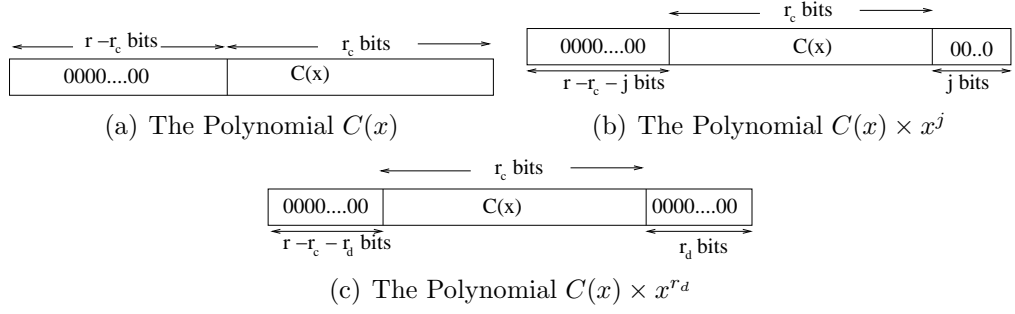 r – r_c bits
r_c bits
0000....00
C(x)
(a) The Polynomial C(x)
r_c bits
0000....00
C(x)
00..0
r – r_c – j bits
j bits
(b) The Polynomial C(x) × x^j
r_c bits
0000....00
C(x)
0000....00
r – r_c – r_d bits
r_d bits
(c) The Polynomial C(x) × x^{r_d}